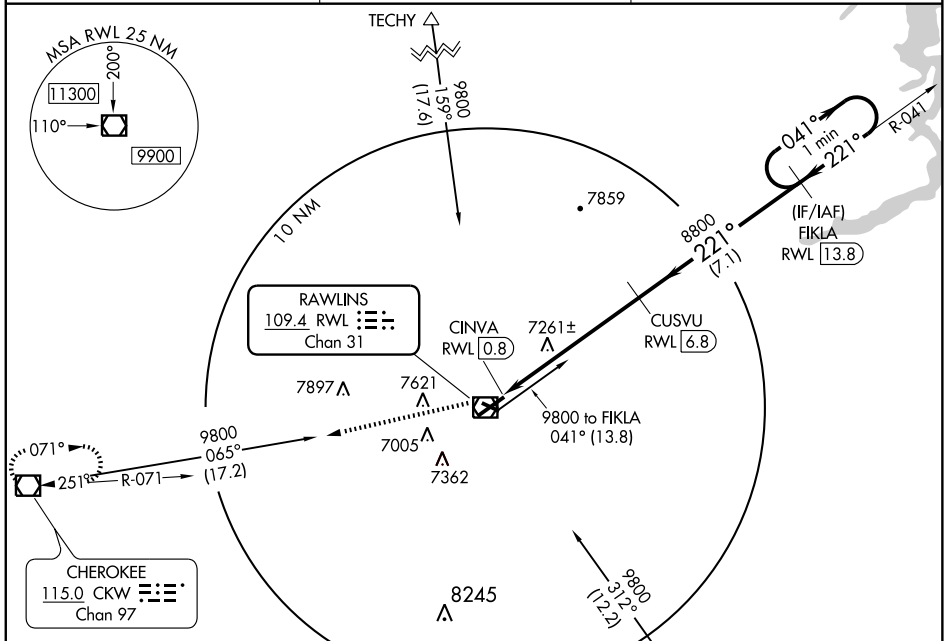 TECHY
MSA RWL 25 NM
200°
11300
110°
9900
9800
159°
(17.6)
041°
1 min
221°
R-041
(IF/IAF)
FIKLA
RWL 13.8
10 NM
7859
8800
221°
(7.1)
RAWLINS
109.4 RWL
Chan 31
CINVA
RWL 0.8
7261±
CUSVU
RWL 6.8
7897
7621
9800 to FIKLA
041° (13.8)
7005
7362
9800
065°
(17.2)
071°
251°
R-071
CHEROKEE
115.0 CKW
Chan 97
8245
9800
312°
(12.2)